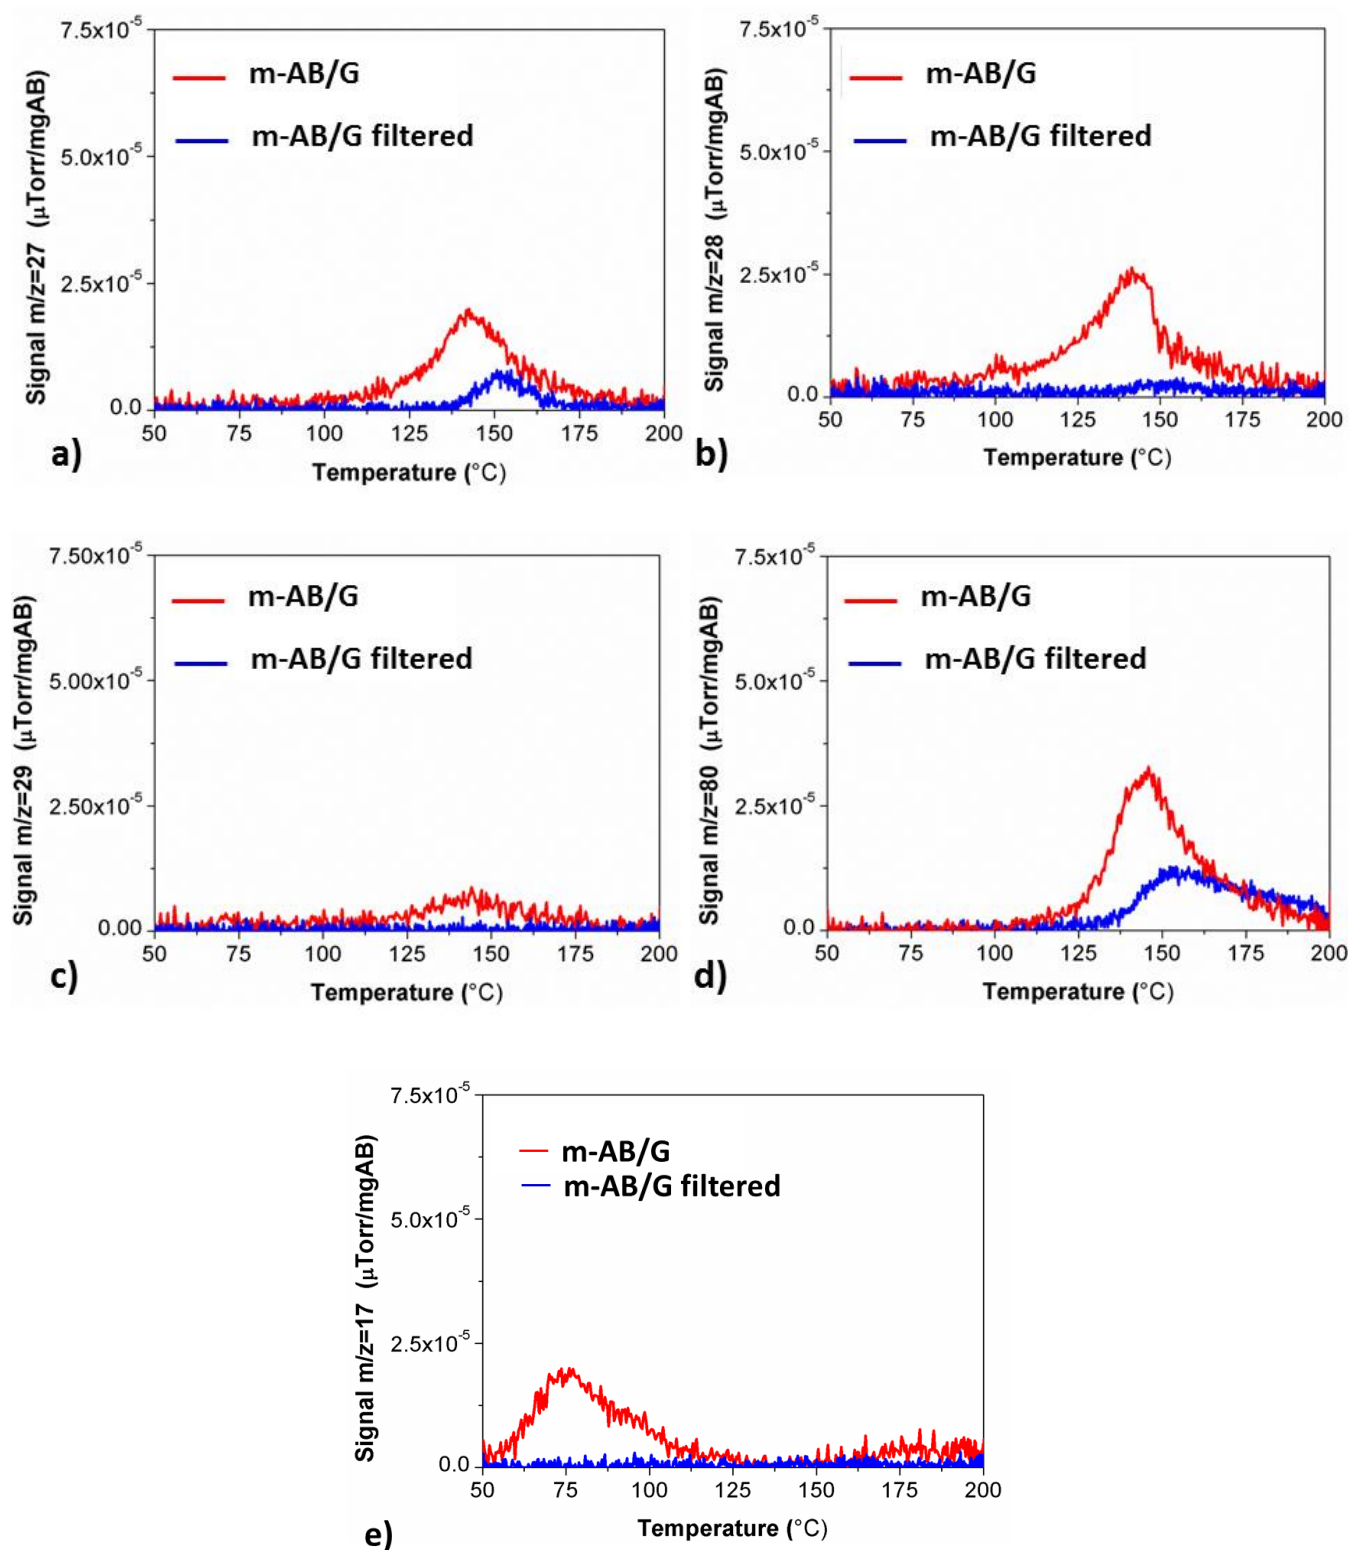 7.5x10⁻⁵
5.0x10⁻⁵
2.5x10⁻⁵
0.0
Signal m/z=27 (μTorr/mgAB)
m-AB/G
m-AB/G filtered
50 75 100 125 150 175 200
Temperature (°C)
a)
7.5x10⁻⁵
5.0x10⁻⁵
2.5x10⁻⁵
0.0
Signal m/z=28 (μTorr/mgAB)
m-AB/G
m-AB/G filtered
50 75 100 125 150 175 200
Temperature (°C)
b)
7.50x10⁻⁵
5.00x10⁻⁵
2.50x10⁻⁵
0.00
Signal m/z=29 (μTorr/mgAB)
m-AB/G
m-AB/G filtered
50 75 100 125 150 175 200
Temperature (°C)
c)
7.5x10⁻⁵
5.0x10⁻⁵
2.5x10⁻⁵
0.0
Signal m/z=80 (μTorr/mgAB)
m-AB/G
m-AB/G filtered
50 75 100 125 150 175 200
Temperature (°C)
d)
7.5x10⁻⁵
5.0x10⁻⁵
2.5x10⁻⁵
0.0
Signal m/z=17 (μTorr/mgAB)
m-AB/G
m-AB/G filtered
50 75 100 125 150 175 200
Temperature (°C)
e)